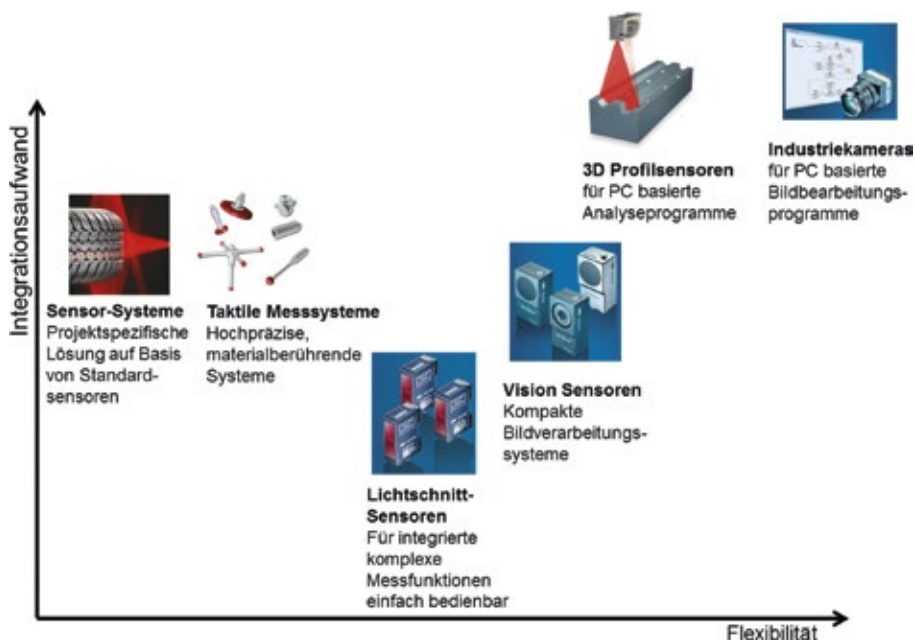 Integrationsaufwand
Sensor-Systeme
Projektspezifische
Lösung auf Basis
von Standard-
sensoren
Taktile Messsysteme
Hochpräzise,
materialberührende
Systeme
Lichtschnitt-
Sensoren
Für integrierte
komplexe
Messfunktionen
einfach bedienbar
Vision Sensoren
Kompakte
Bildverarbeitungs-
systeme
3D Profilsensoren
für PC basierte
Analyseprogramme
Industriekameras
für PC basierte
Bildbearbeitungs-
programme
Flexibilität